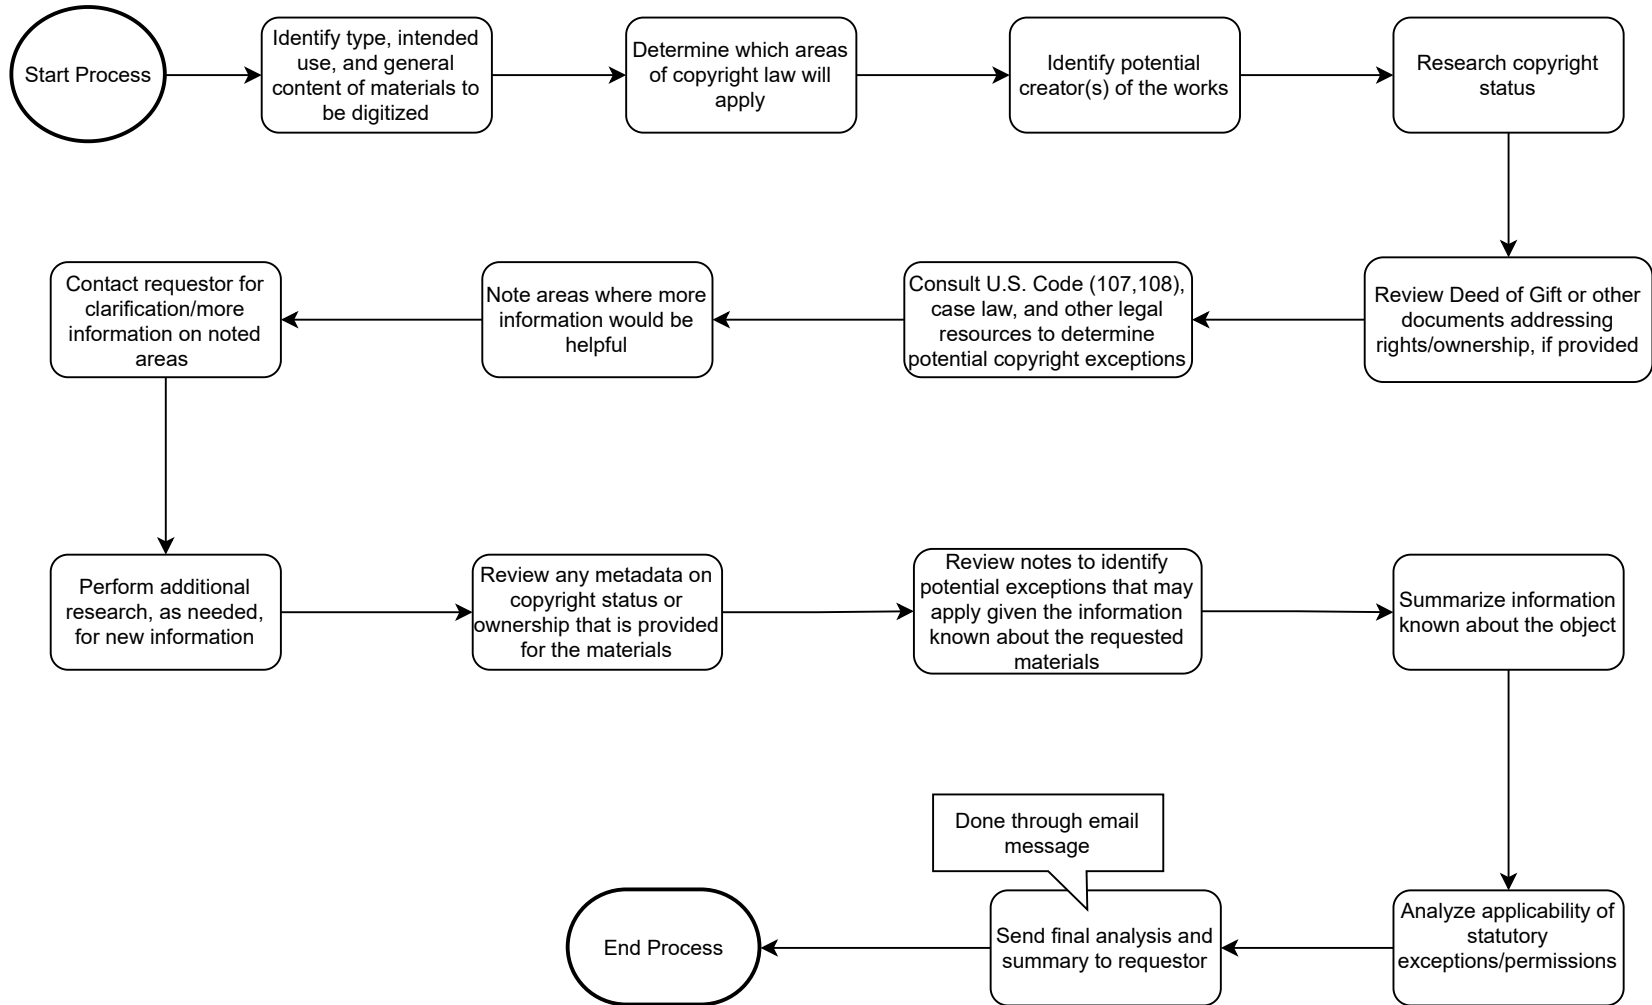 Start Process
Identify type, intended
use, and general
content of materials to
be digitized
Determine which areas
of copyright law will
apply
Identify potential
creator(s) of the works
Research copyright
status
Review Deed of Gift or other
documents addressing
rights/ownership, if provided
Consult U.S. Code (107,108),
case law, and other legal
resources to determine
potential copyright exceptions
Note areas where more
information would be
helpful
Contact requestor for
clarification/more
information on noted
areas
Perform additional
research, as needed,
for new information
Review any metadata on
copyright status or
ownership that is provided
for the materials
Review notes to identify
potential exceptions that may
apply given the information
known about the requested
materials
Summarize information
known about the object
Analyze applicability of
statutory
exceptions/permissions
Done through email
message
Send final analysis and
summary to requestor
End Process